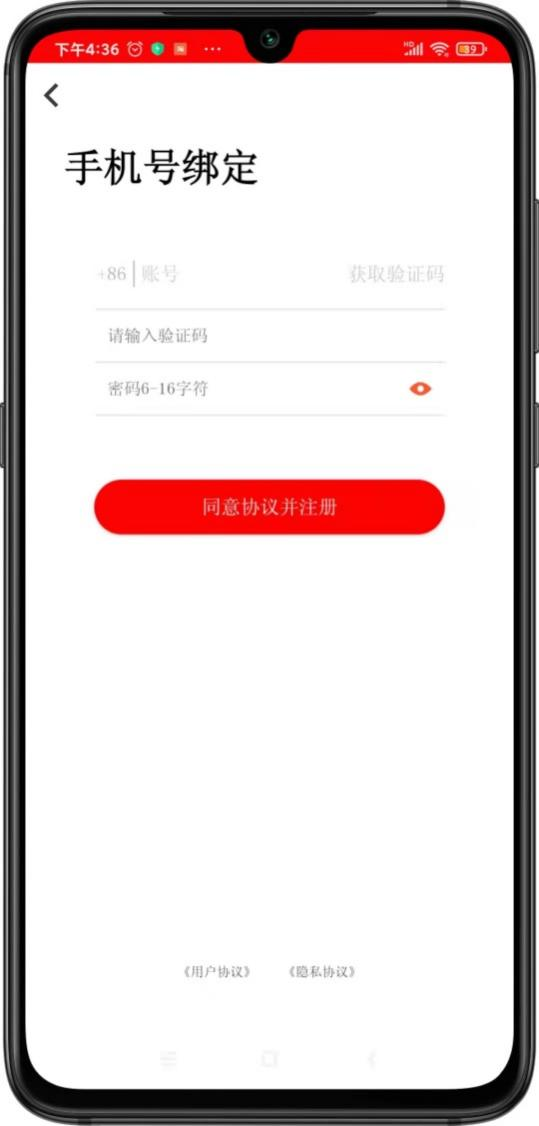 下午4:36 ... HD 39
手机号绑定
+86 账号 获取验证码
请输入验证码
密码6-16字符
同意协议并注册
《用户协议》 《隐私协议》